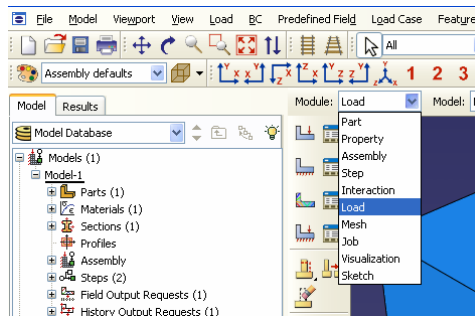 File Model Viewport View Load BC Predefined Field Load Case
All
Assembly defaults
1 2 3
Model Results
Module: Load Model:
Model Database
Part
Property
Assembly
Step
Interaction
Load
Mesh
Job
Visualization
Sketch
Models (1)
Model-1
Parts (1)
Materials (1)
Sections (1)
Profiles
Assembly
Steps (2)
Field Output Requests (1)
History Output Requests (1)